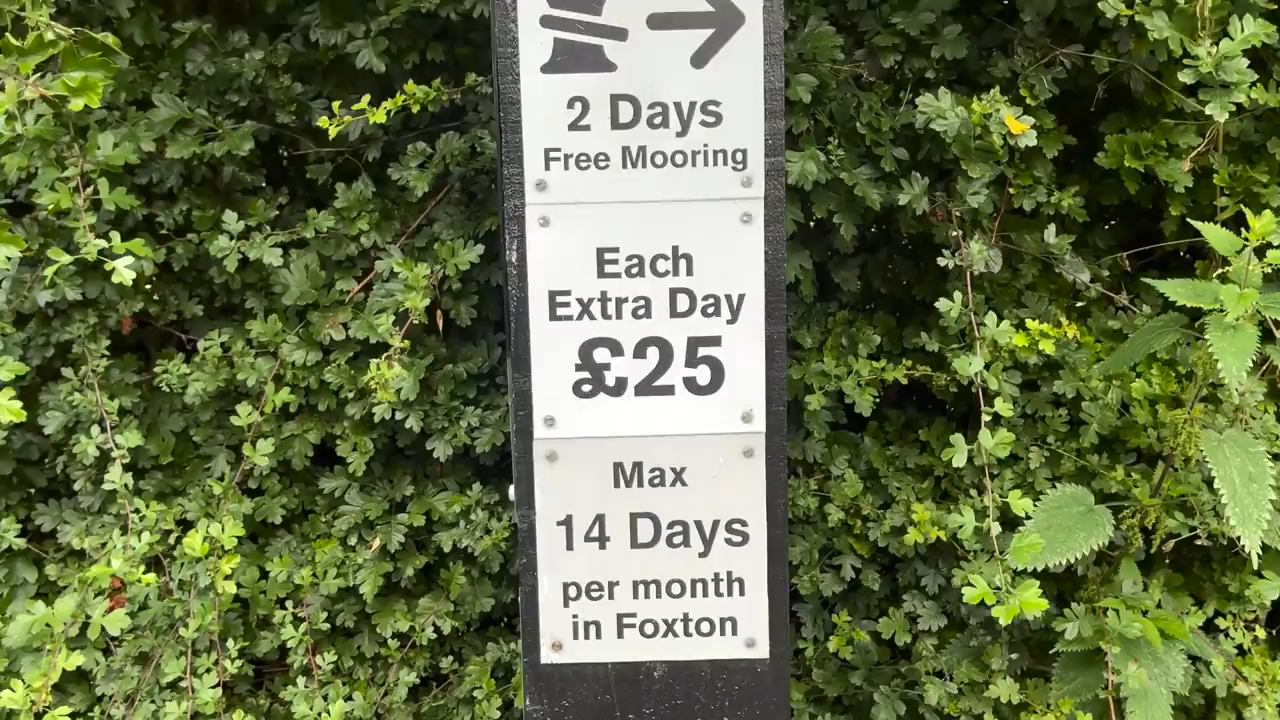 2 Days
Free Mooring
Each
Extra Day
£25
Max
14 Days
per month
in Foxton